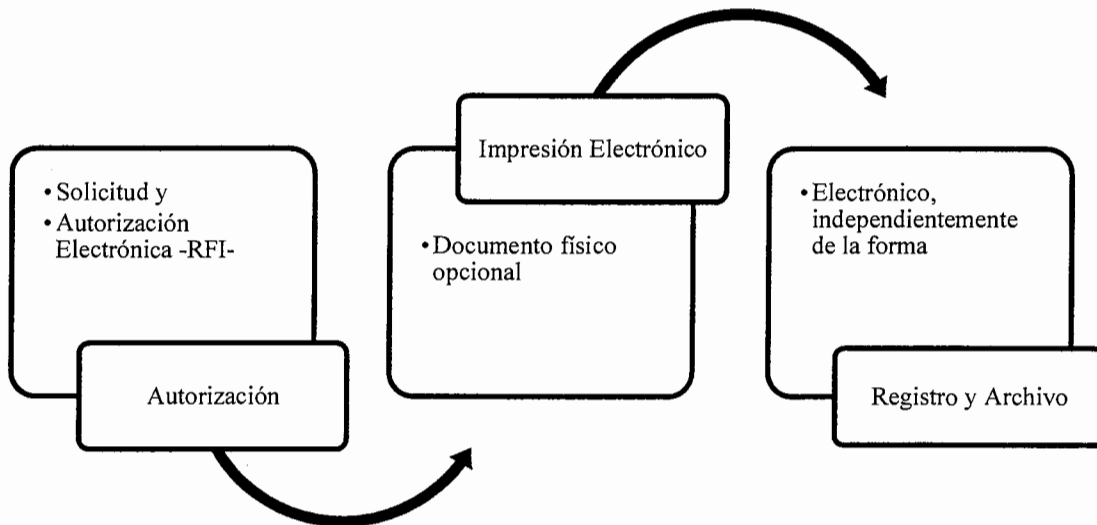 • Solicitud y
• Autorización
Electrónica -RFI-
Autorización
Impresión Electrónico
• Documento físico
opcional
• Electrónico,
independientemente
de la forma
Registro y Archivo